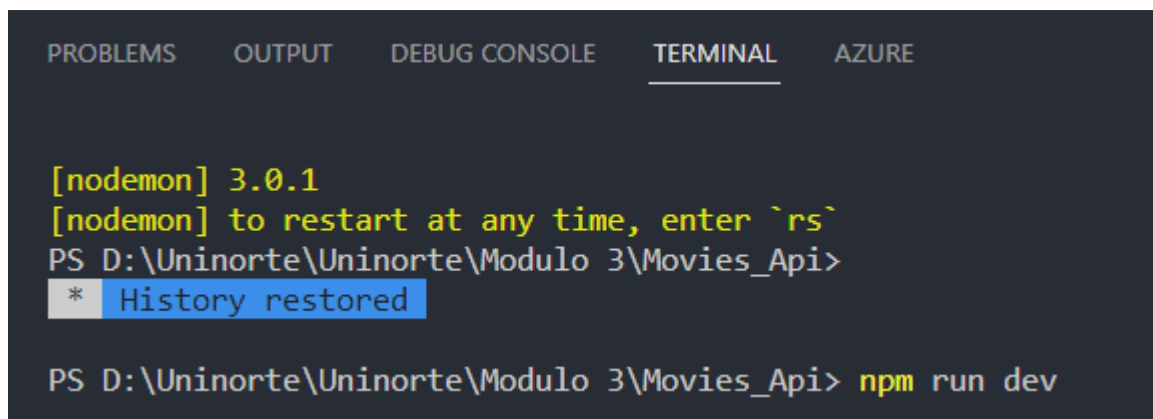 PROBLEMS OUTPUT DEBUG CONSOLE TERMINAL AZURE
[nodemon] 3.0.1
[nodemon] to restart at any time, enter `rs`
PS D:\Uninorte\Uninorte\Modulo 3\Movies_Api>
* History restored
PS D:\Uninorte\Uninorte\Modulo 3\Movies_Api> npm run dev